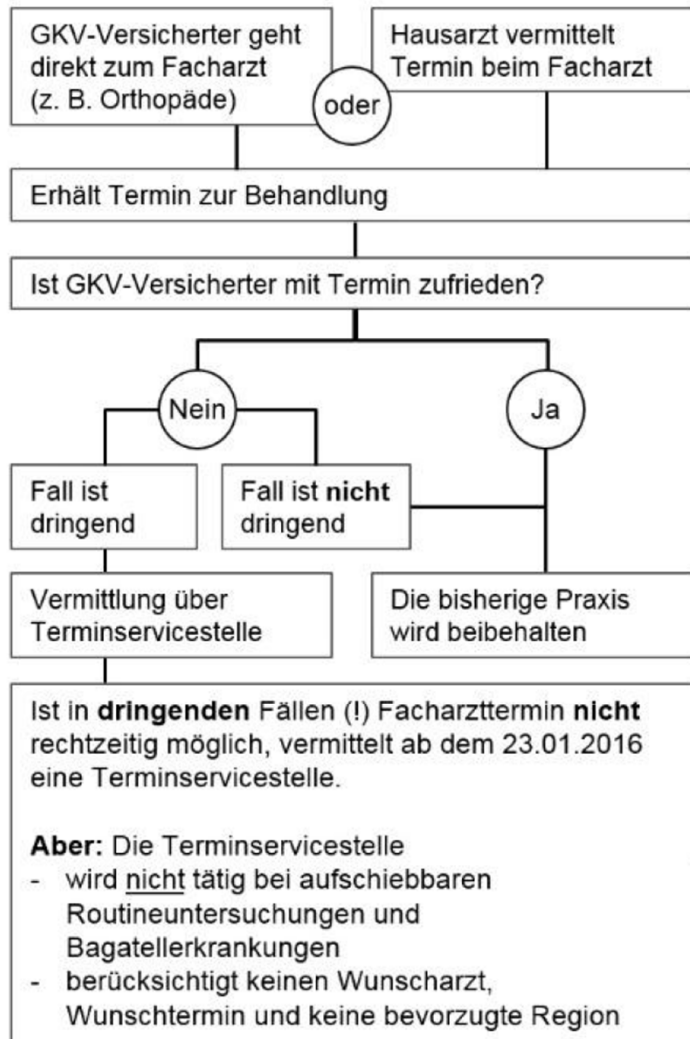 GKV-Versicherter geht
direkt zum Facharzt
(z. B. Orthopäde)
oder
Hausarzt vermittelt
Termin beim Facharzt
Erhält Termin zur Behandlung
Ist GKV-Versicherter mit Termin zufrieden?
Nein
Ja
Fall ist
dringend
Fall ist nicht
dringend
Vermittlung über
Terminservicestelle
Die bisherige Praxis
wird beibehalten
Ist in dringenden Fällen (!) Facharzttermin nicht
rechtzeitig möglich, vermittelt ab dem 23.01.2016
eine Terminservicestelle.
Aber: Die Terminservicestelle
- wird nicht tätig bei aufschiebbaren
Routineuntersuchungen und
Bagatellerkrankungen
- berücksichtigt keinen Wunscharzt,
Wunschtermin und keine bevorzugte Region